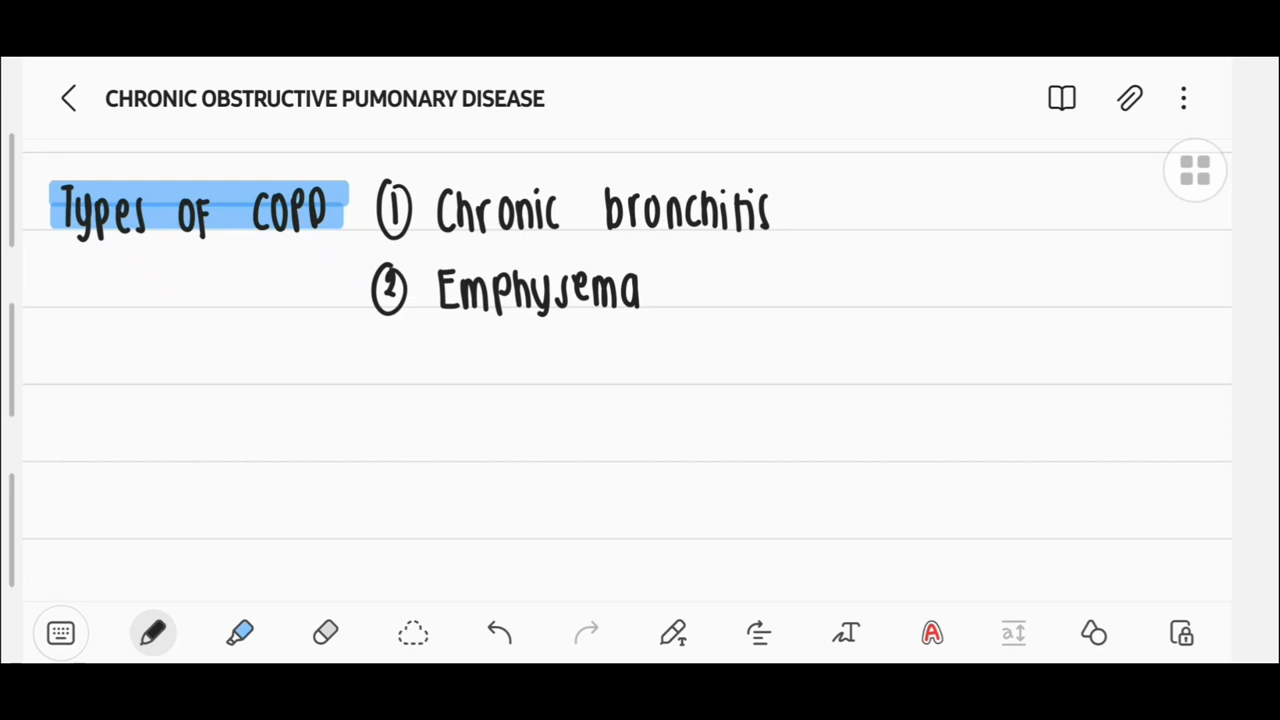 CHRONIC OBSTRUCTIVE PUMONARY DISEASE
Types OF COPD ① Chronic bronchitis
② Emphysema